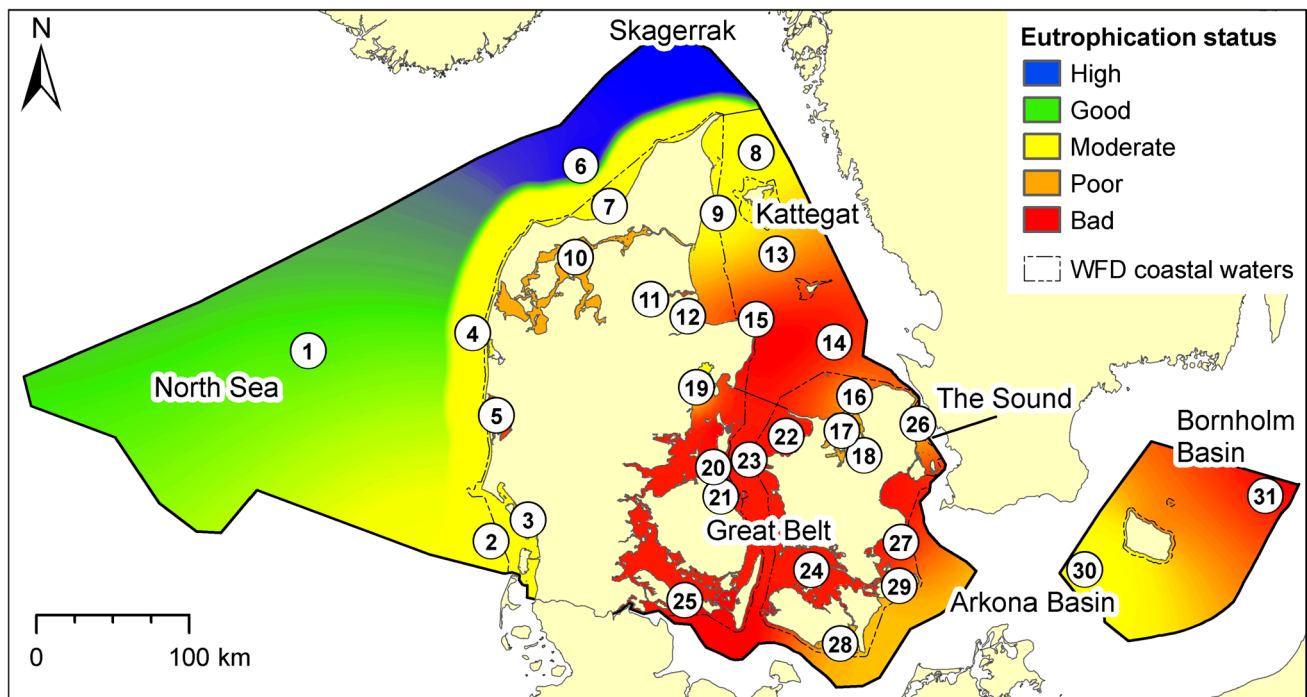 N
Skagerrak
Eutrophication status
High
Good
Moderate
Poor
Bad
WFD coastal waters
6
8
7
9
Kattegat
10
13
11
12
15
4
14
1
North Sea
19
16
The Sound
5
17
26
22
18
Bornholm
Basin
20
23
21
31
3
Great Belt
2
27
24
30
29
25
Arkona Basin
28
0
100 km